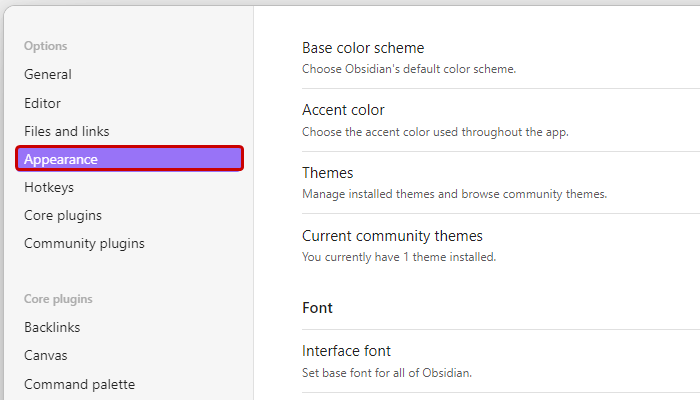 Options
General
Editor
Files and links
Appearance
Hotkeys
Core plugins
Community plugins
Core plugins
Backlinks
Canvas
Command palette
Base color scheme
Choose Obsidian's default color scheme.
Accent color
Choose the accent color used throughout the app.
Themes
Manage installed themes and browse community themes.
Current community themes
You currently have 1 theme installed.
Font
Interface font
Set base font for all of Obsidian.